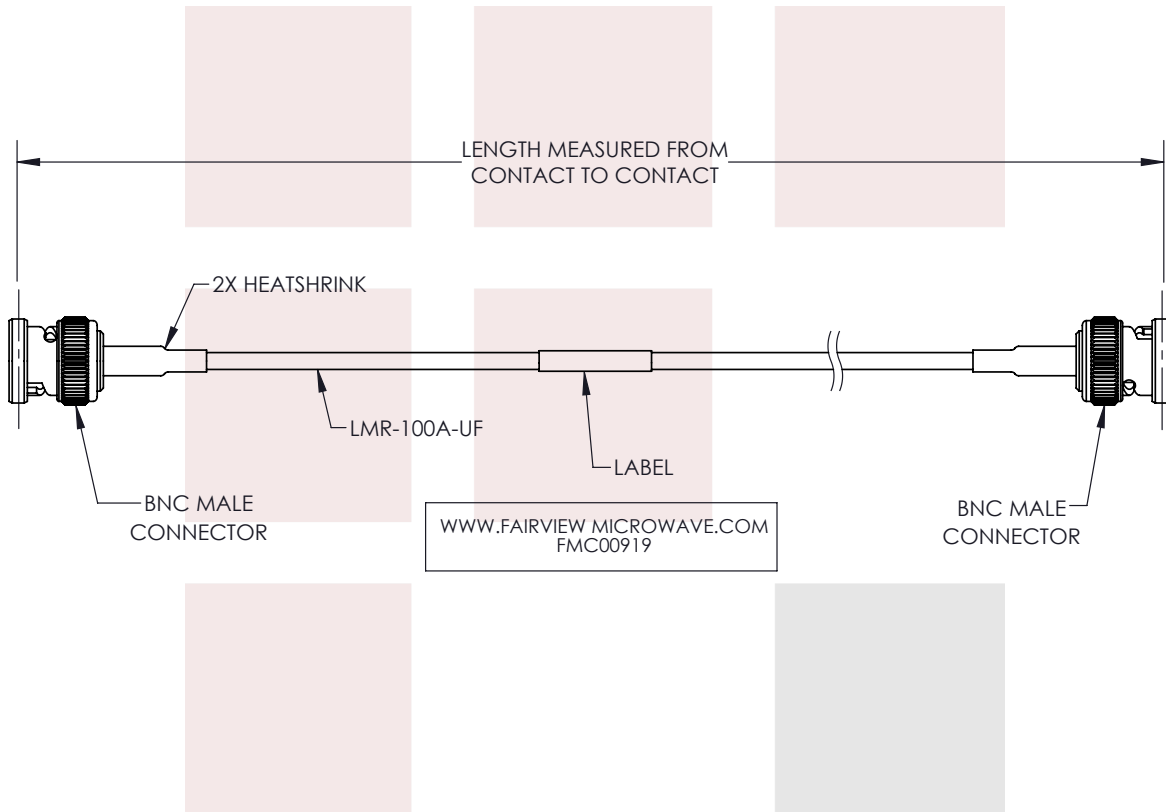 LENGTH MEASURED FROM
CONTACT TO CONTACT
2X HEATSHRINK
LMR-100A-UF
LABEL
BNC MALE
CONNECTOR
WWW.FAIRVIEW MICROWAVE.COM
FMC00919
BNC MALE
CONNECTOR